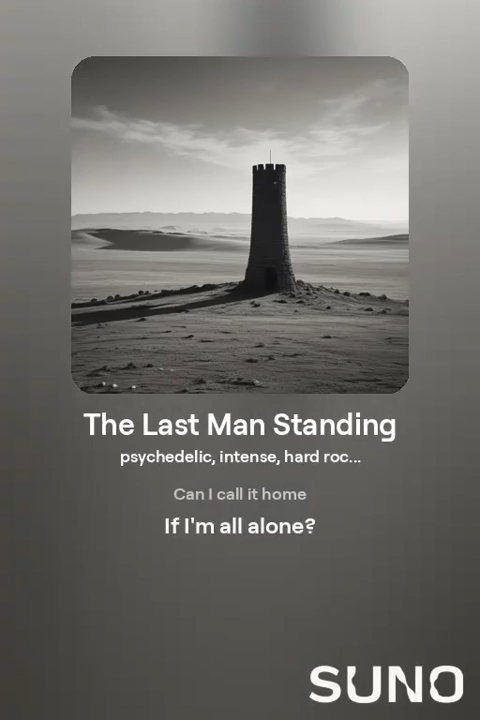 The Last Man Standing
psychedelic, intense, hard roc...
Can I call it home
If I'm all alone?
SUNO